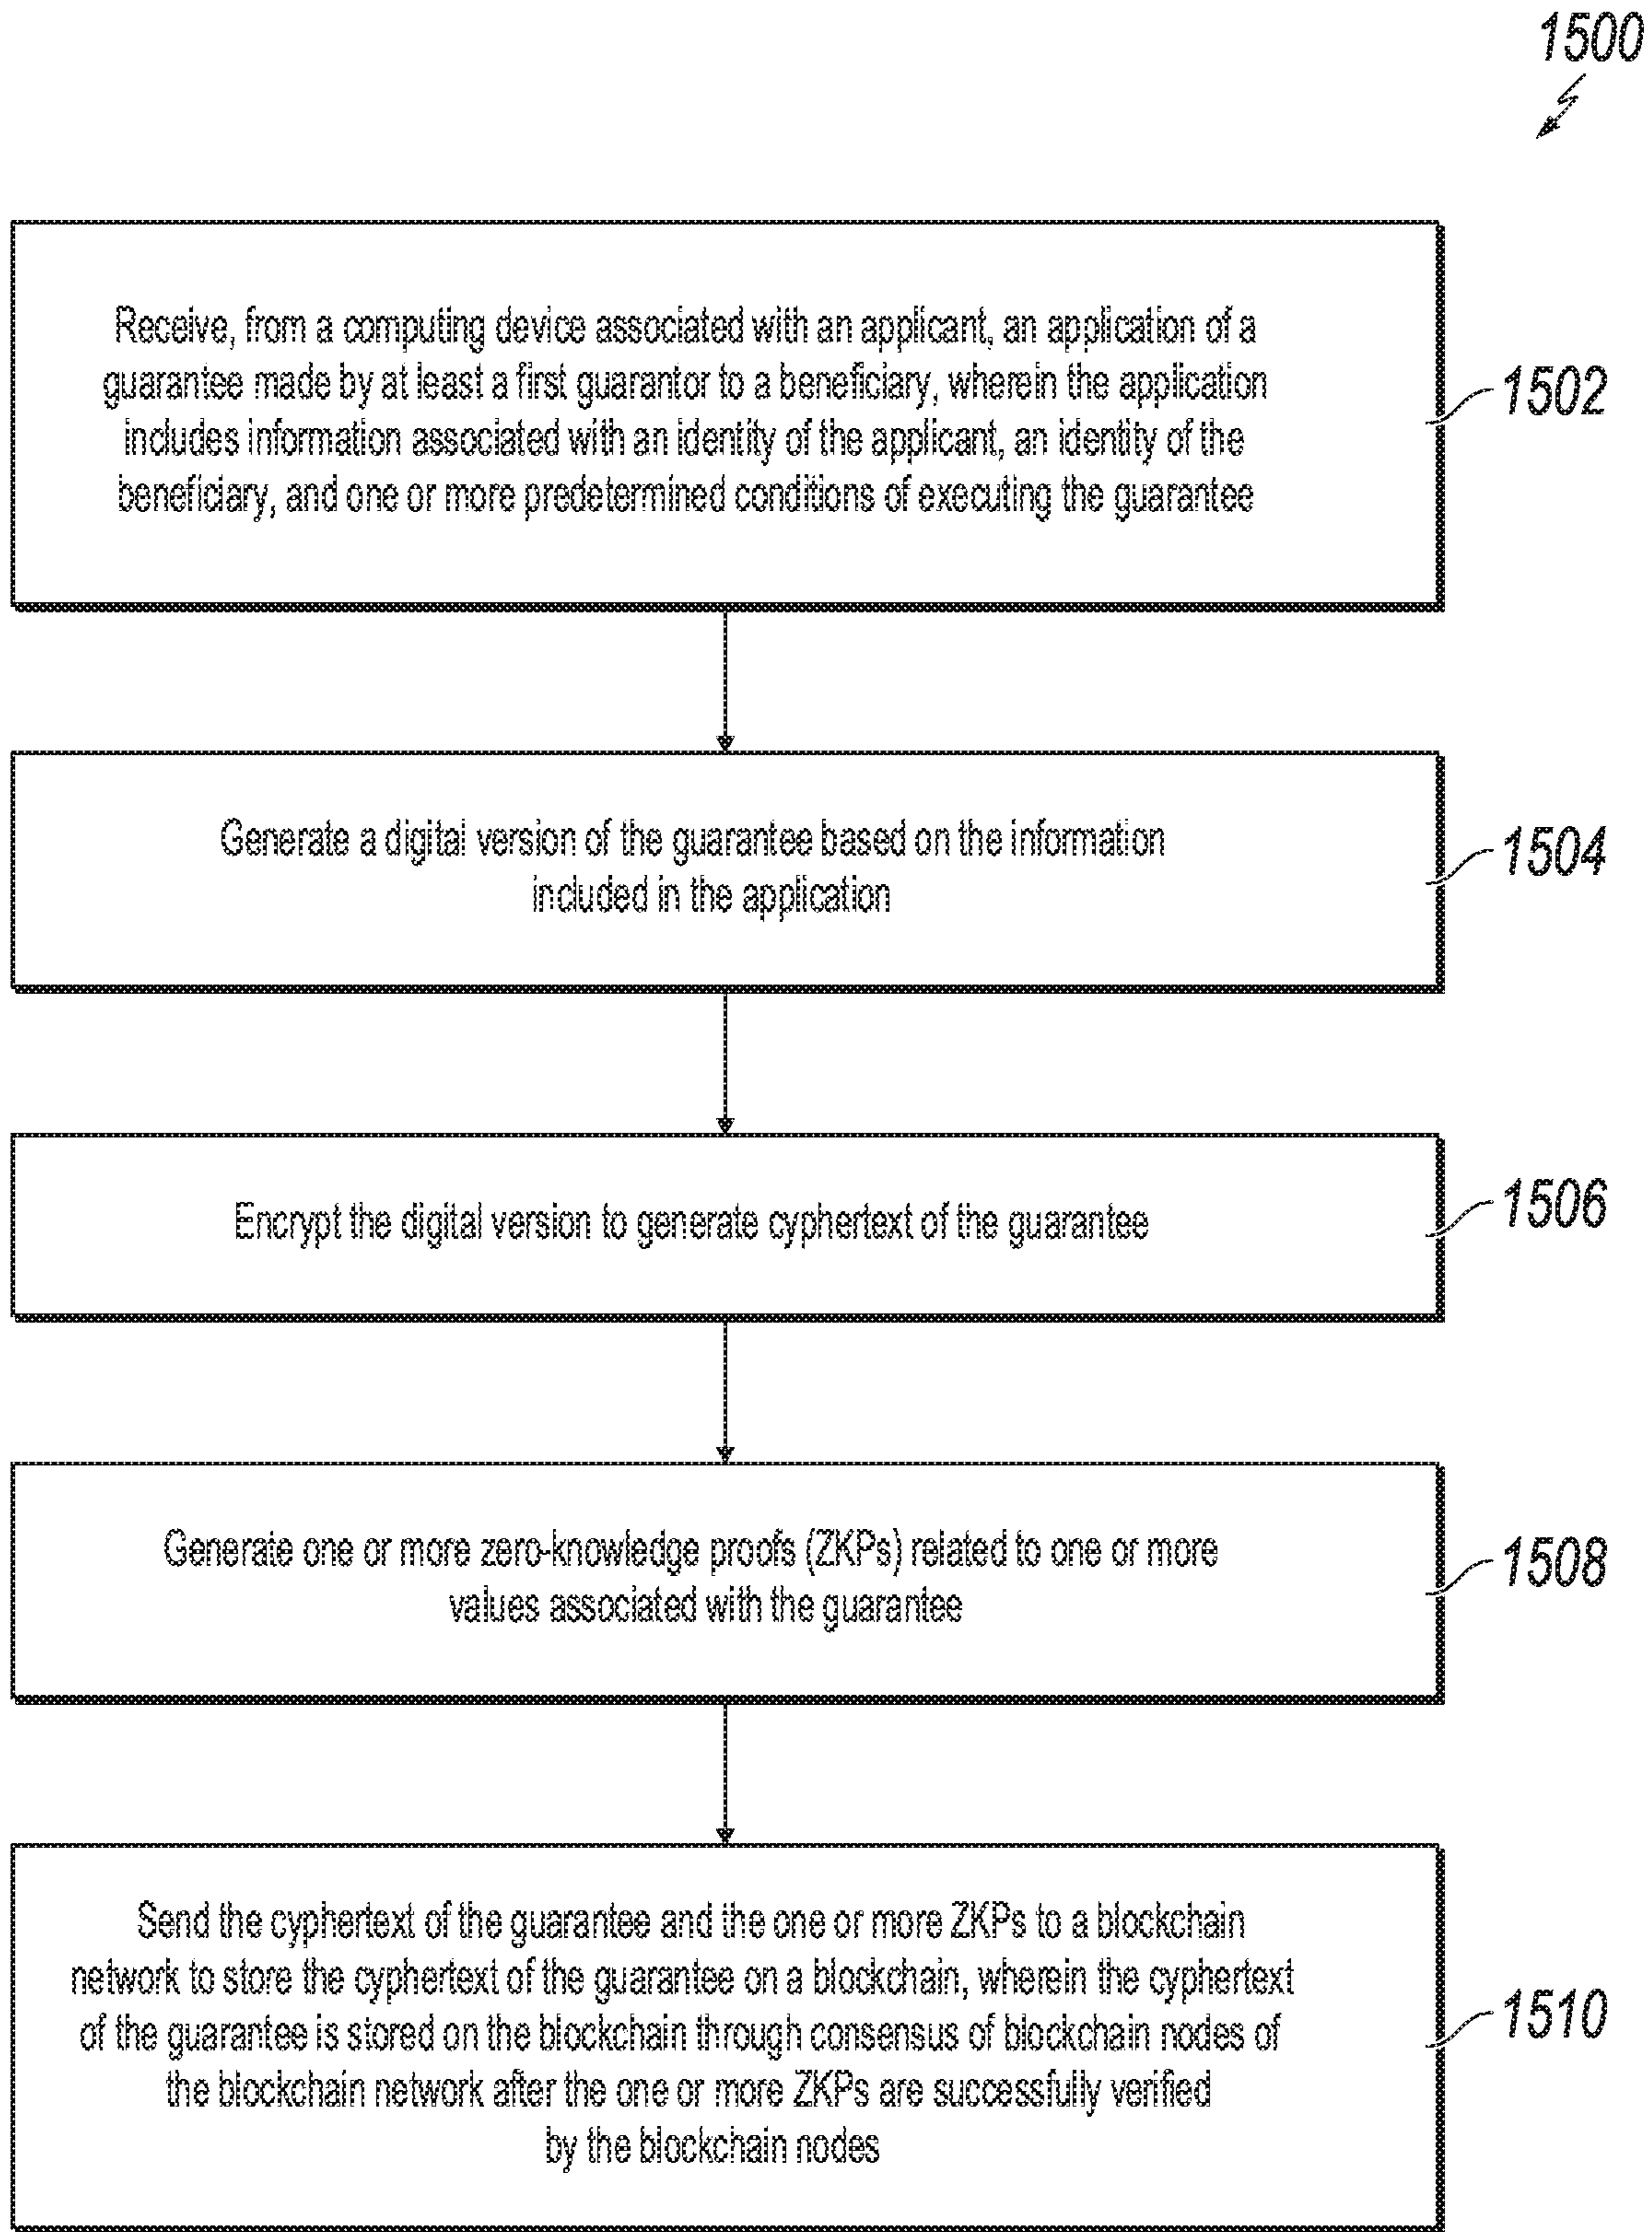 1500
Receive, from a computing device associated with an applicant, an application of a
guarantee made by at least a first guarantor to a beneficiary, wherein the application
includes information associated with an identity of the applicant, an identity of the
beneficiary, and one or more predetermined conditions of executing the guarantee
1502
Generate a digital version of the guarantee based on the information
included in the application
1504
Encrypt the digital version to generate cyphertext of the guarantee
1506
Generate one or more zero-knowledge proofs (ZKPs) related to one or more
values associated with the guarantee
1508
Send the cyphertext of the guarantee and the one or more ZKPs to a blockchain
network to store the cyphertext of the guarantee on a blockchain, wherein the cyphertext
of the guarantee is stored on the blockchain through consensus of blockchain nodes of
the blockchain network after the one or more ZKPs are successfully verified
by the blockchain nodes
1510